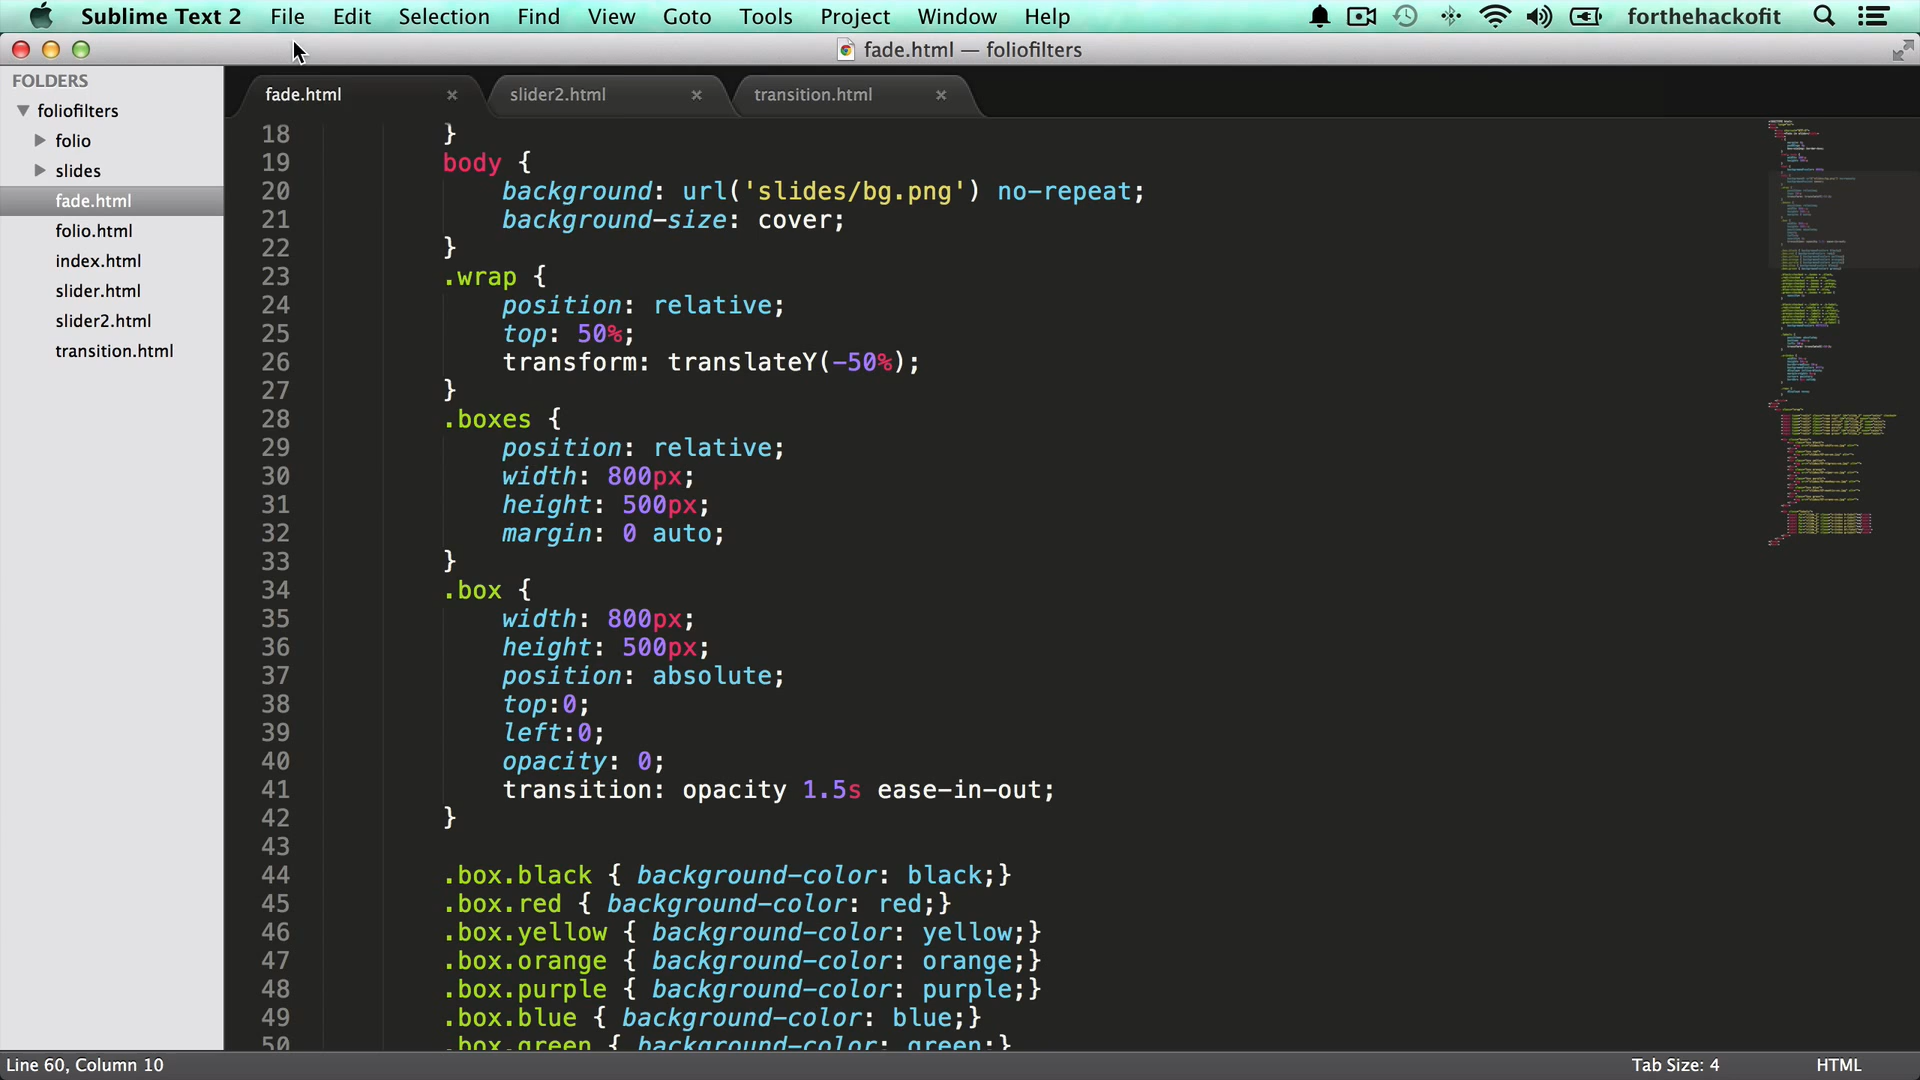 Sublime Text 2 File Edit Selection Find View Goto Tools Project Window Help forthehackofit
fade.html — foliofilters
FOLDERS
foliofilters
folio
slides
fade.html
folio.html
index.html
slider.html
slider2.html
transition.html
fade.html × slider2.html × transition.html ×
18 }
19 body {
20 background: url('slides/bg.png') no-repeat;
21 background-size: cover;
22 }
23 .wrap {
24 position: relative;
25 top: 50%;
26 transform: translateY(-50%);
27 }
28 .boxes {
29 position: relative;
30 width: 800px;
31 height: 500px;
32 margin: 0 auto;
33 }
34 .box {
35 width: 800px;
36 height: 500px;
37 position: absolute;
38 top:0;
39 left:0;
40 opacity: 0;
41 transition: opacity 1.5s ease-in-out;
42 }
43
44 .box.black { background-color: black;}
45 .box.red { background-color: red;}
46 .box.yellow { background-color: yellow;}
47 .box.orange { background-color: orange;}
48 .box.purple { background-color: purple;}
49 .box.blue { background-color: blue;}
50 .box.green { background-color: green;}
Line 60, Column 10 Tab Size: 4 HTML